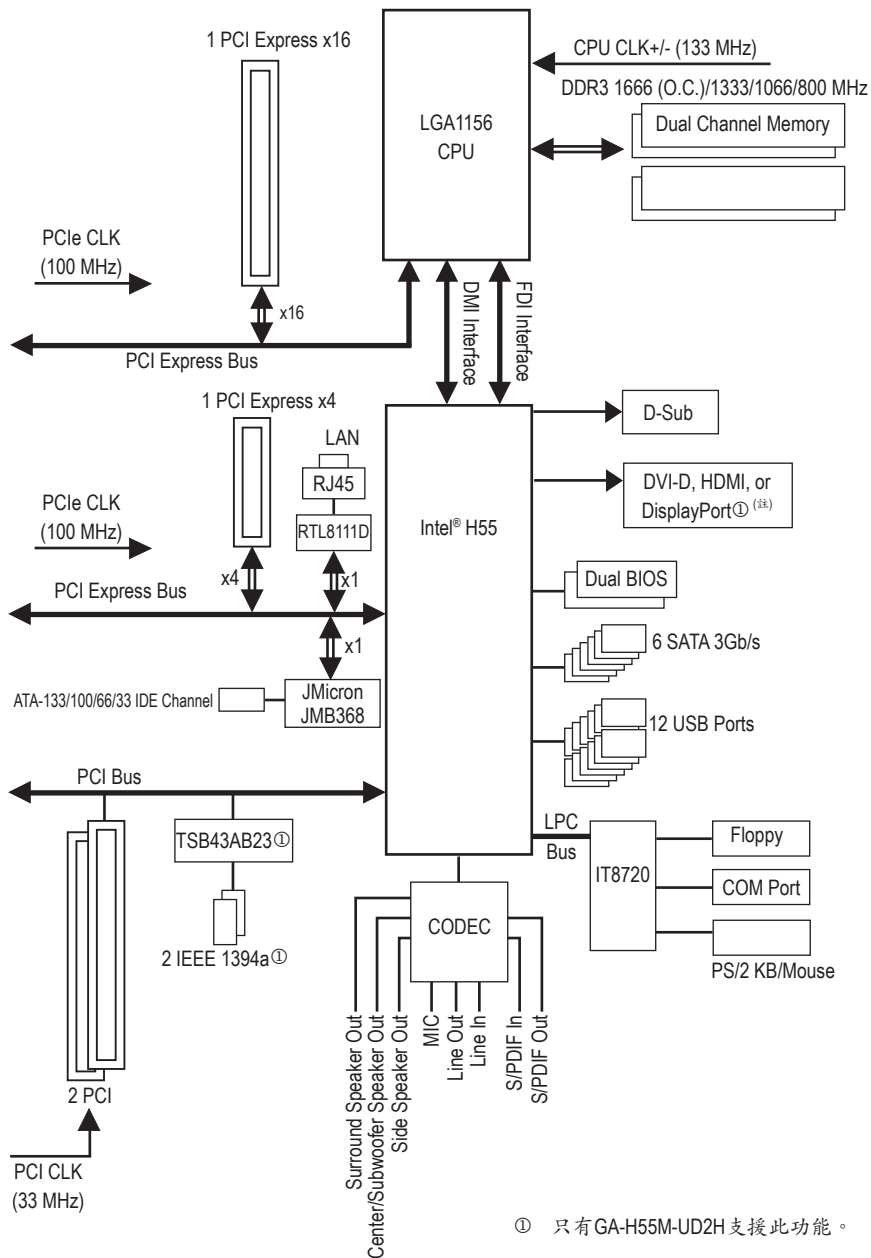 1 PCI Express x16
CPU CLK+/- (133 MHz)
DDR3 1666 (O.C.)/1333/1066/800 MHz
LGA1156
CPU
Dual Channel Memory
PCIe CLK
(100 MHz)
x16
PCI Express Bus
DMI Interface
FDI Interface
1 PCI Express x4
LAN
RJ45
RTL8111D
PCIe CLK
(100 MHz)
x4
x1
PCI Express Bus
x1
ATA-133/100/66/33 IDE Channel
JMicron
JMB368
Intel® H55
D-Sub
DVI-D, HDMI, or
DisplayPort① (註)
Dual BIOS
6 SATA 3Gb/s
12 USB Ports
PCI Bus
TSB43AB23①
2 IEEE 1394a①
2 PCI
PCI CLK
(33 MHz)
LPC
Bus
IT8720
Floppy
COM Port
PS/2 KB/Mouse
CODEC
Surround Speaker Out
Center/Subwoofer Speaker Out
Side Speaker Out
MIC
Line Out
Line In
S/PDIF In
S/PDIF Out
① 只有GA-H55M-UD2H支援此功能。